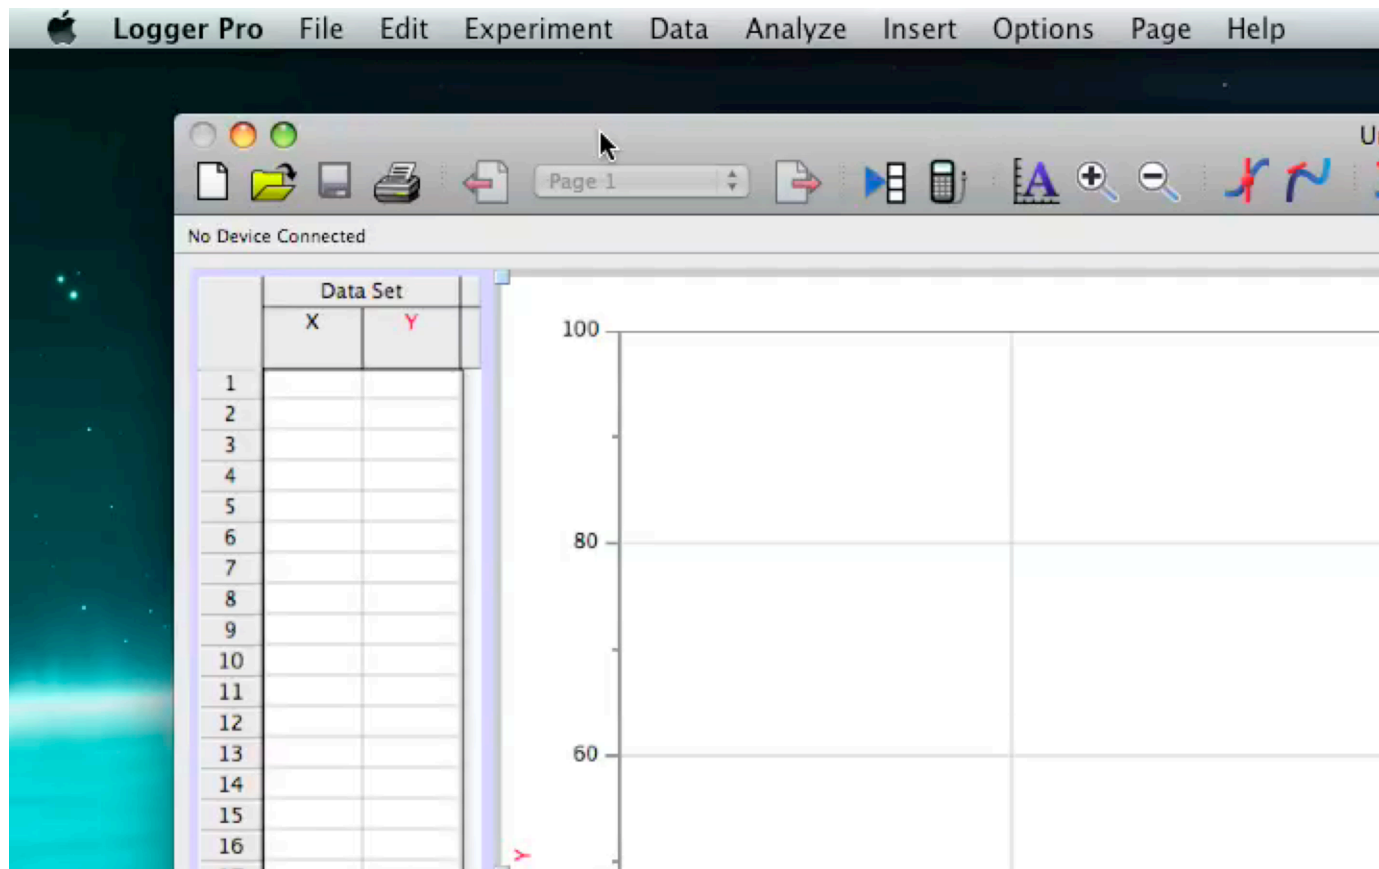 Logger Pro File Edit Experiment Data Analyze Insert Options Page Help
Page 1
A
No Device Connected
Data Set
X Y
1
2
3
4
5
6
7
8
9
10
11
12
13
14
15
16
100
80
60
Y